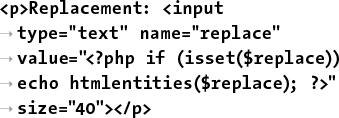 <p>Replacement: <input
→ type="text" name="replace"
→ value="<?php if (isset($replace))
→ echo htmlentities($replace); ?>"
→ size="40"></p>